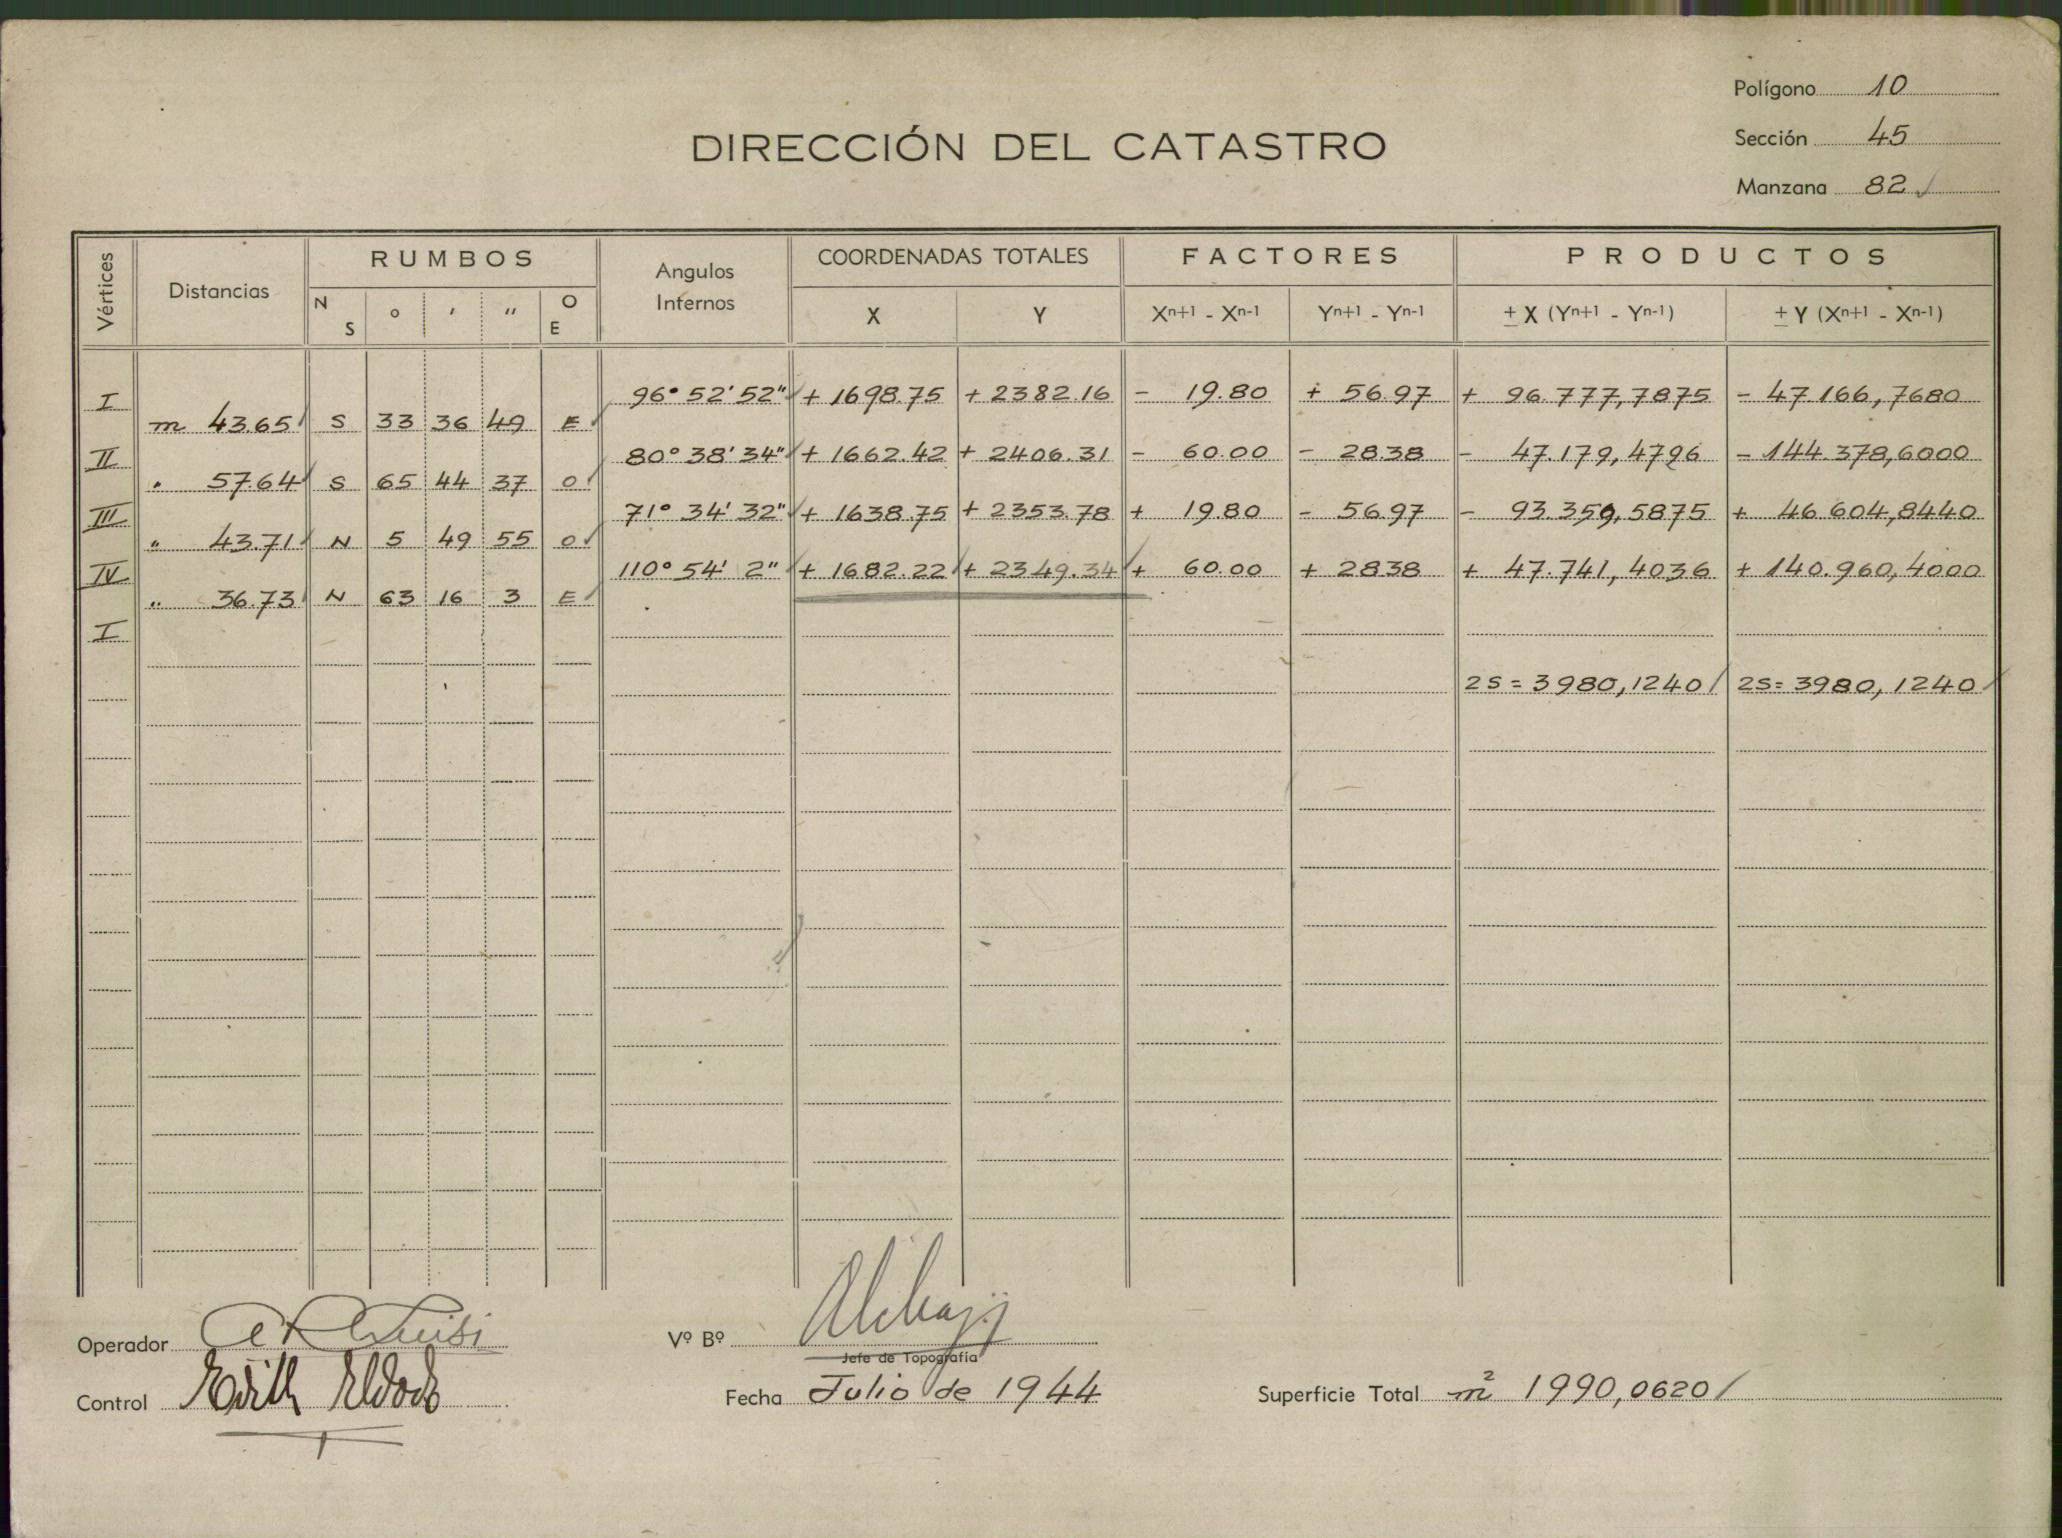 Polígono 10
DIRECCIÓN DEL CATASTRO
Sección 45
Manzana 82
Vértices Distancias RUMBOS Angulos Internos COORDENADAS TOTALES FACTORES PRODUCTOS
N S ° ' " O E X Y Xn+1 - Xn-1 Yn+1 - Yn-1 ± X (Yn+1 - Yn-1) ± Y (Xn+1 - Xn-1)
I 96° 52' 52" + 1698.75 + 2382.16 - 19.80 + 56.97 + 96.777,7875 - 47.166,7680
m 43.65 S 33 36 49 E
II 80° 38' 34" + 1662.42 + 2406.31 - 60.00 - 28.38 - 47.179,4796 - 144.378,6000
" 57.64 S 65 44 37 O
III 71° 34' 32" + 1638.75 + 2353.78 + 19.80 - 56.97 - 93.359,5875 + 46.604,8440
" 43.71 N 5 49 55 O
IV 110° 54' 2" + 1682.22 + 2349.34 + 60.00 + 28.38 + 47.741,4036 + 140.960,4000
" 36.73 N 63 16 3 E
I
2S = 3980,1240 2S = 3980,1240
Operador
Vº Bº
Jefe de Topografía
Control Edith
Fecha Julio de 1944
Superficie Total m² 1990,0620